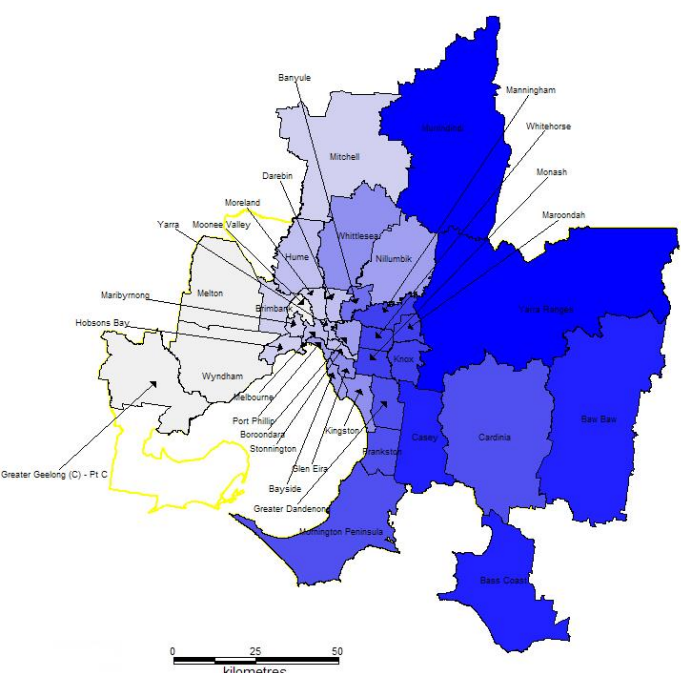 Banyule
Manningham
Whitehorse
Murrindindi
Mitchell
Darebin
Monash
Moreland
Maroondah
Yarra
Moonee Valley
Whittlesea
Hume
Nillumbik
Maribyrnong
Melton
Brimbank
Yarra Ranges
Hobsons Bay
Knox
Wyndham
Melbourne
Port Phillip
Boroondara
Stonnington
Kingston
Casey
Cardinia
Baw Baw
Frankston
Glen Eira
Greater Geelong (C) - Pt C
Bayside
Greater Dandenong
Mornington Peninsula
Bass Coast
0 25 50
kilometres